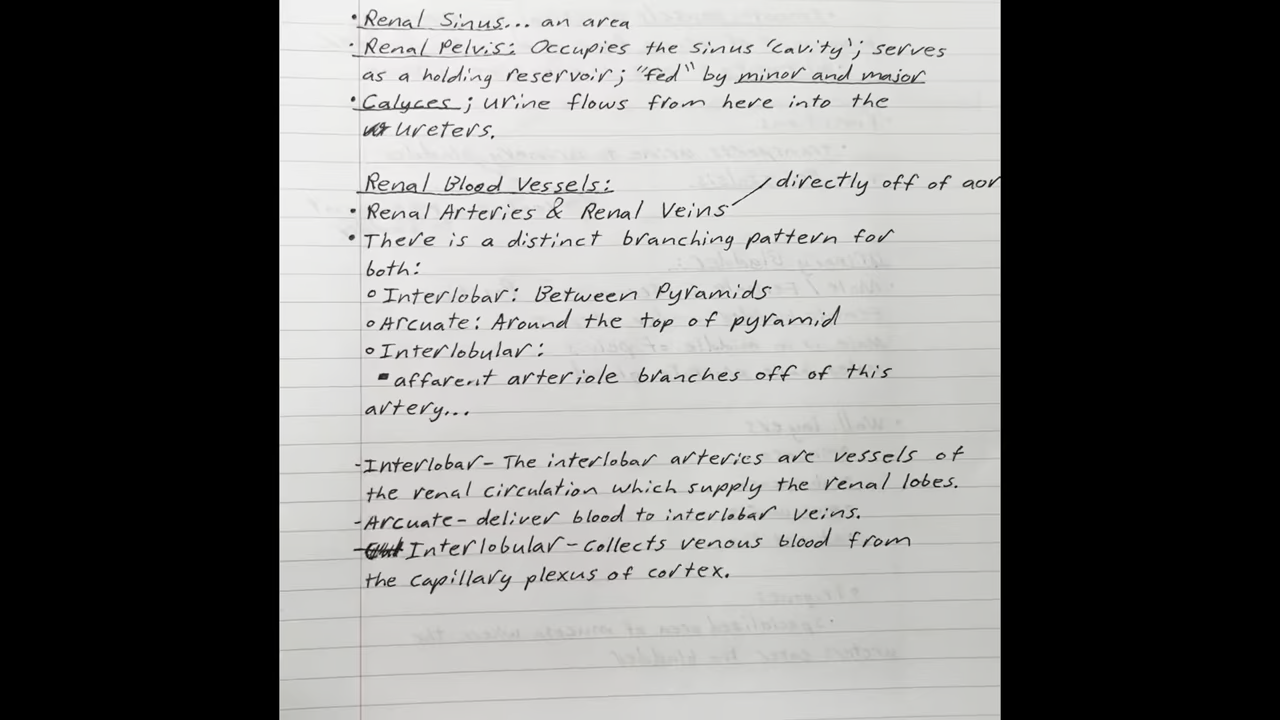 • Renal Sinus... an area
• Renal Pelvis: Occupies the sinus 'cavity'; serves
as a holding reservoir; "fed" by minor and major
• Calyces; urine flows from here into the
ureters.
Renal Blood Vessels:
directly off of aor
• Renal Arteries & Renal Veins
• There is a distinct branching pattern for
both:
o Interlobar: Between Pyramids
o Arcuate: Around the top of pyramid
o Interlobular:
▪ affarent arteriole branches off of this
artery...
- Interlobar - The interlobar arteries are vessels of
the renal circulation which supply the renal lobes.
- Arcuate - deliver blood to interlobar veins.
- Interlobular - collects venous blood from
the capillary plexus of cortex.